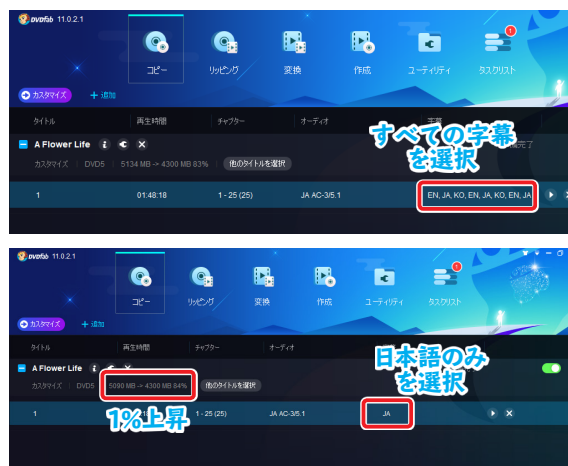 DVDFab 11.0.2.1
コピー リッピング 変換 作成 ユーティリティ タスクリスト
カスタマイズ + 追加
タイトル 再生時間 チャプター オーディオ 字幕
A Flower Life
すべての字幕
を選択
カスタマイズ DVD5 5134 MB -> 4300 MB 83% 他のタイトルを選択
1 01:48:18 1 - 25 (25) JA AC-3/5.1 EN, JA, KO, EN, JA, KO, EN, JA
DVDFab 11.0.2.1
コピー リッピング 変換 作成 ユーティリティ タスクリスト
カスタマイズ + 追加
タイトル 再生時間 チャプター オーディオ
A Flower Life
日本語のみ
を選択
カスタマイズ DVD5 5090 MB -> 4300 MB 84% 他のタイトルを選択
1 1 - 25 (25) JA AC-3/5.1 JA
1%上昇